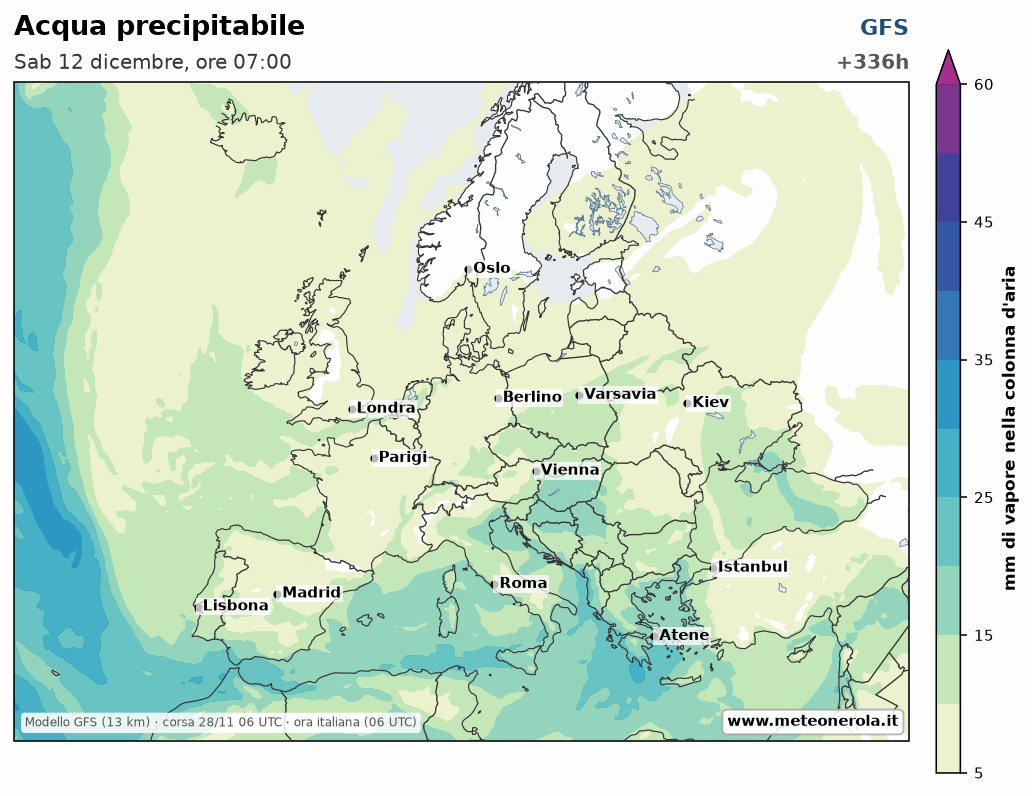 Acqua precipitabile
GFS
Sab 12 dicembre, ore 07:00
+336h
60
45
35
25
15
5
mm di vapore nella colonna d'aria
Oslo
Londra
Berlino
Varsavia
Kiev
Parigi
Vienna
Istanbul
Madrid
Roma
Lisbona
Atene
Modello GFS (13 km) · corsa 28/11 06 UTC · ora italiana (06 UTC)
www.meteonerola.it